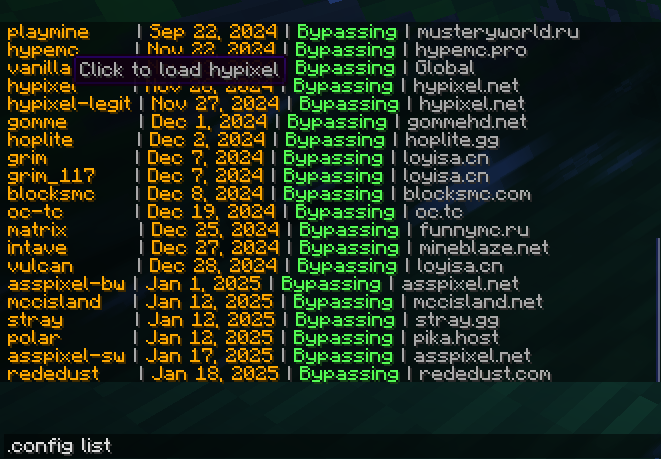 playmine | Sep 22, 2024 | Bypassing | musteryworld.ru
hypemc | Nov 22, 2024 | Bypassing | hypemc.pro
vanilla Bypassing | Global
Click to load hypixel
hypixel 2024 | Bypassing | hypixel.net
hypixel-legit | Nov 27, 2024 | Bypassing | hypixel.net
gomme | Dec 1, 2024 | Bypassing | gommehd.net
hoplite | Dec 2, 2024 | Bypassing | hoplite.gg
grim | Dec 7, 2024 | Bypassing | loyisa.cn
grim_117 | Dec 7, 2024 | Bypassing | loyisa.cn
blocksmc | Dec 8, 2024 | Bypassing | blocksmc.com
oc-tc | Dec 19, 2024 | Bypassing | oc.tc
matrix | Dec 25, 2024 | Bypassing | funnymc.ru
intave | Dec 27, 2024 | Bypassing | mineblaze.net
vulcan | Dec 28, 2024 | Bypassing | loyisa.cn
asspixel-bw | Jan 1, 2025 | Bypassing | asspixel.net
mccisland | Jan 12, 2025 | Bypassing | mccisland.net
stray | Jan 12, 2025 | Bypassing | stray.gg
polar | Jan 12, 2025 | Bypassing | pika.host
asspixel-sw | Jan 17, 2025 | Bypassing | asspixel.net
rededust | Jan 18, 2025 | Bypassing | rededust.com
.config list